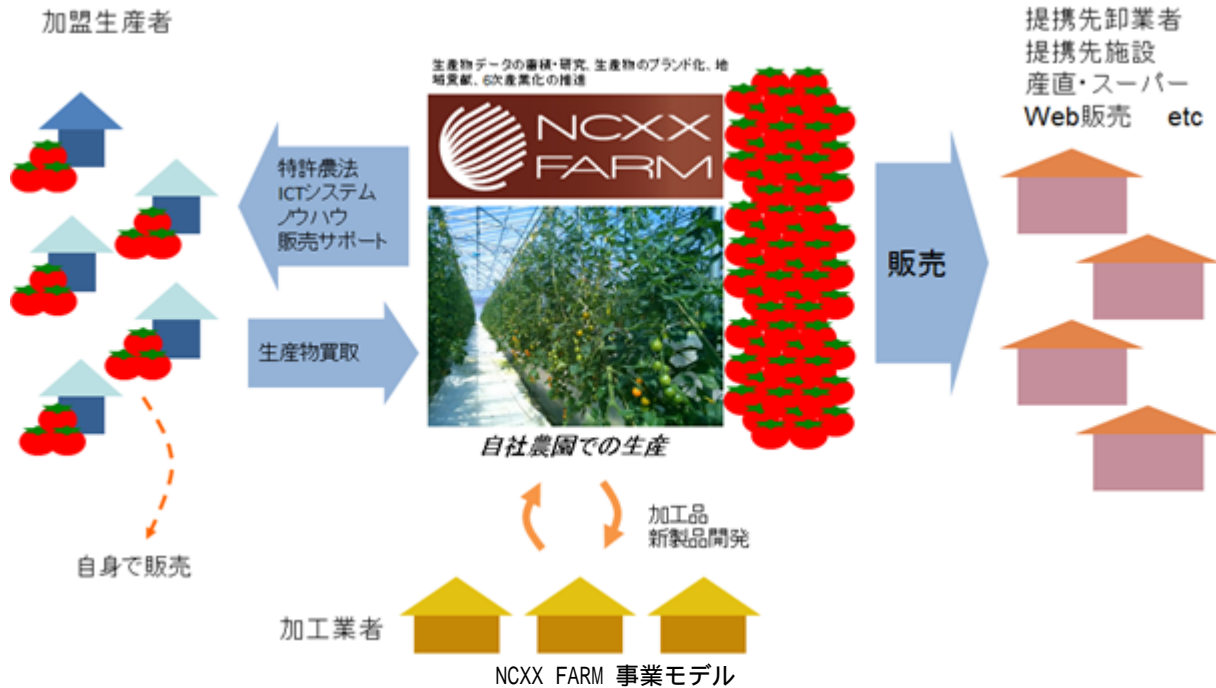 加盟生産者
提携先卸業者
提携先施設
産直・スーパー
Web販売 etc
生産物データの蓄積・研究、生産物のブランド化、地
域貢献、6次産業化の推進
NCXX
FARM
特許農法
ICTシステム
ノウハウ
販売サポート
販売
生産物買取
自社農園での生産
加工品
新製品開発
自身で販売
加工業者
NCXX FARM 事業モデル